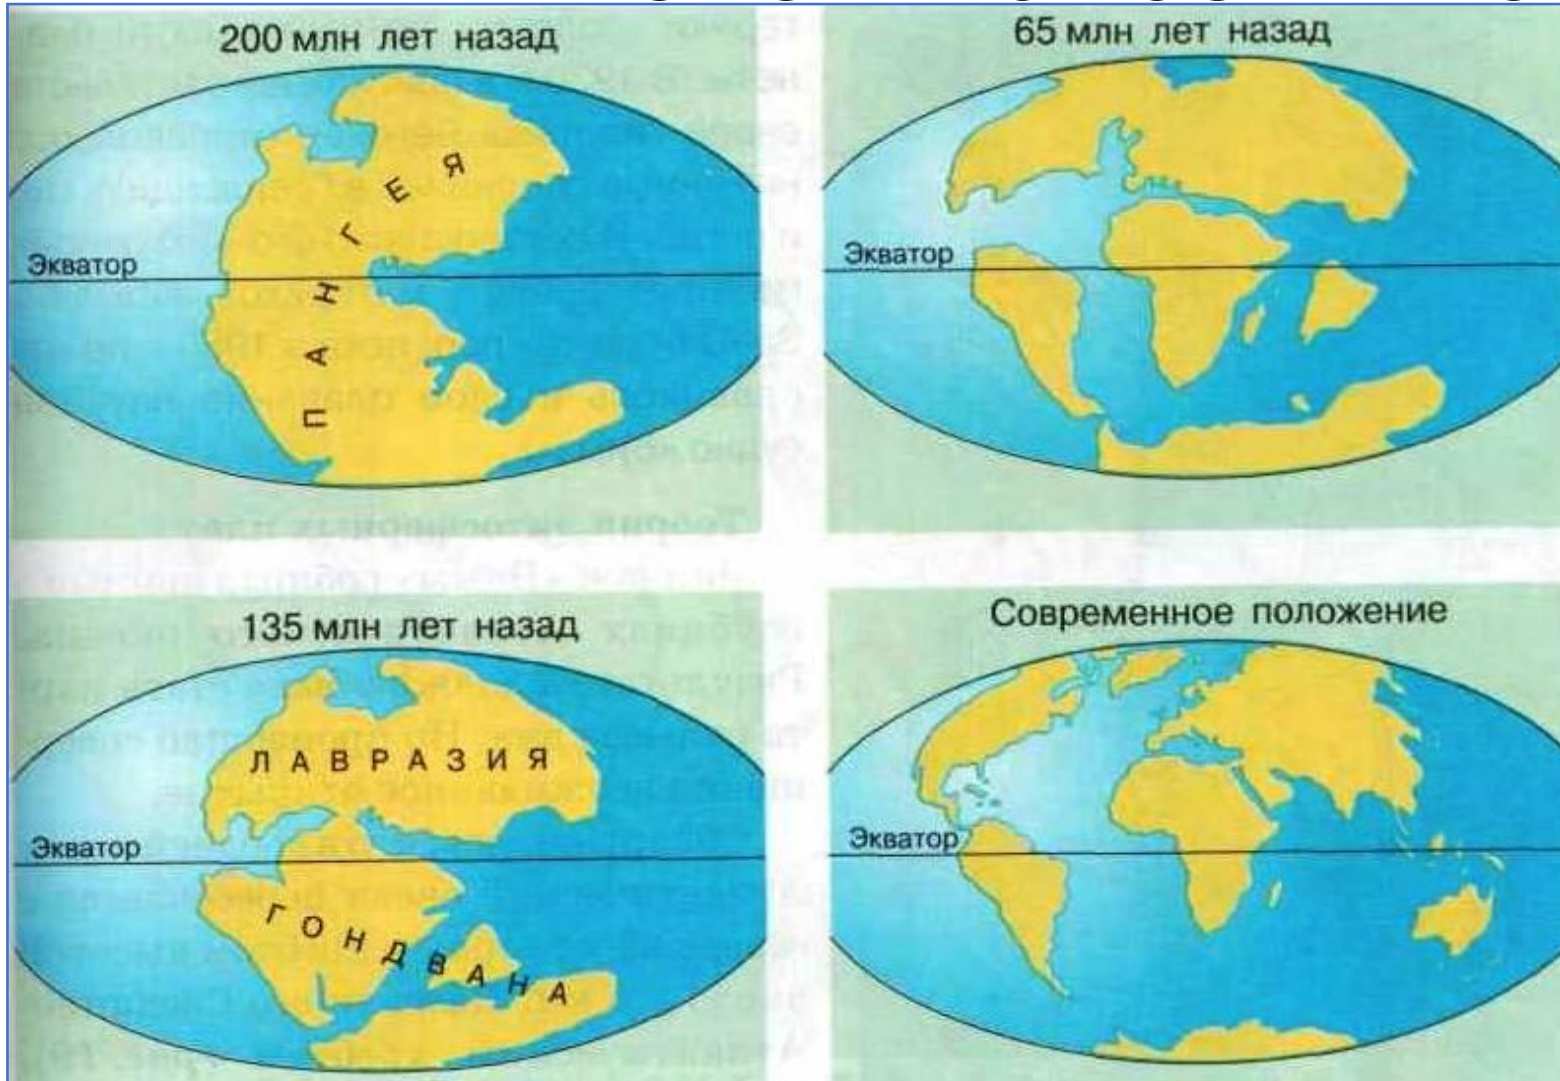 200 млн лет назад
ПАНГЕЯ
Экватор
65 млн лет назад
Экватор
135 млн лет назад
ЛАВРАЗИЯ
Экватор
ГОНДВАНА
Современное положение
Экватор